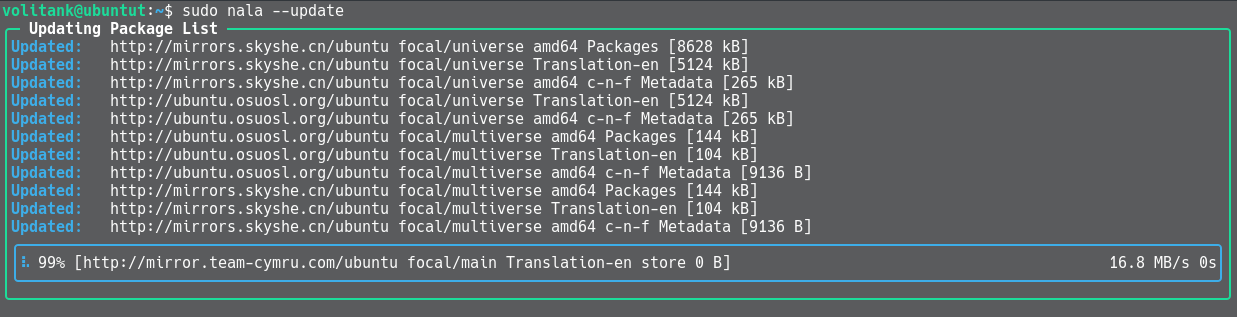 volitank@ubuntut:~$ sudo nala --update
Updating Package List
Updated: http://mirrors.skyshe.cn/ubuntu focal/universe amd64 Packages [8628 kB]
Updated: http://mirrors.skyshe.cn/ubuntu focal/universe Translation-en [5124 kB]
Updated: http://mirrors.skyshe.cn/ubuntu focal/universe amd64 c-n-f Metadata [265 kB]
Updated: http://ubuntu.osuosl.org/ubuntu focal/universe Translation-en [5124 kB]
Updated: http://ubuntu.osuosl.org/ubuntu focal/universe amd64 c-n-f Metadata [265 kB]
Updated: http://ubuntu.osuosl.org/ubuntu focal/multiverse amd64 Packages [144 kB]
Updated: http://ubuntu.osuosl.org/ubuntu focal/multiverse Translation-en [104 kB]
Updated: http://ubuntu.osuosl.org/ubuntu focal/multiverse amd64 c-n-f Metadata [9136 B]
Updated: http://mirrors.skyshe.cn/ubuntu focal/multiverse amd64 Packages [144 kB]
Updated: http://mirrors.skyshe.cn/ubuntu focal/multiverse Translation-en [104 kB]
Updated: http://mirrors.skyshe.cn/ubuntu focal/multiverse amd64 c-n-f Metadata [9136 B]
99% [http://mirror.team-cymru.com/ubuntu focal/main Translation-en store 0 B] 16.8 MB/s 0s